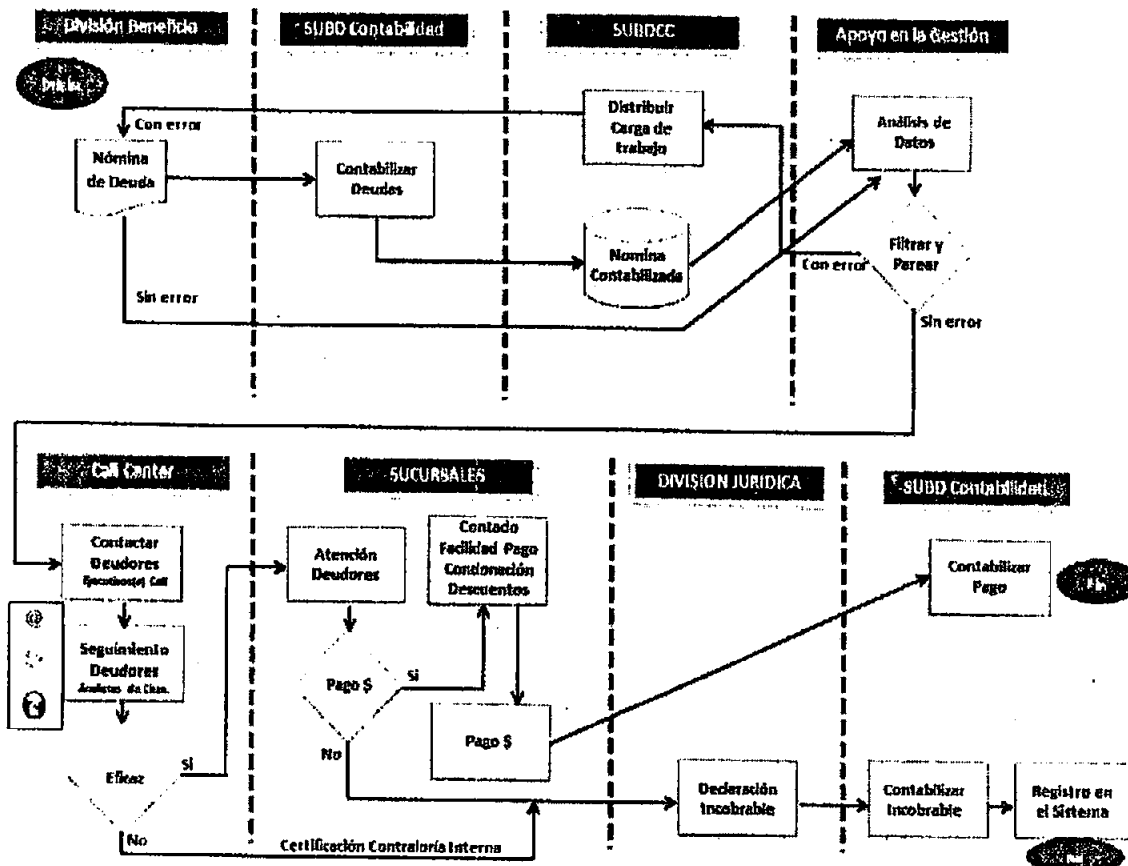 División Beneficio
SUBD Contabilidad
SUBDCC
Apoyo en la Gestión
Con error
Nómina
de Deuda
Contabilizar
Deudas
Distribuir
Carga de
trabajo
Análisis de
Datos
Nomina
Contabilizada
Filtrar y
Parear
Con error
Sin error
Sin error
Call Center
SUCURSALES
DIVISION JURIDICA
SUBD Contabilidad
Contactar
Deudores
Call
Seguimiento
Deudores
Eficaz
Si
No
Atención
Deudores
Contado
Facilidad Pago
Condonación
Descuentos
Pago $
Si
No
Pago $
Contabilizar
Pago
Fin
Declaración
Incobrable
Contabilizar
Incobrable
Registro en
el Sistema
Certificación Contraloría Interna